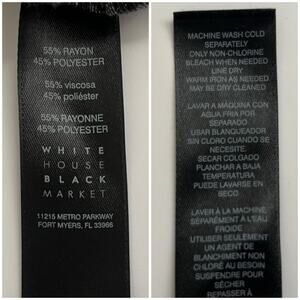 55% RAYON
45% POLYESTER
55% viscosa
45% poliéster
55% RAYONNE
45% POLYESTER
WHITE
HOUSE
BLACK
MARKET
11215 METRO PARKWAY
FORT MYERS, FL 33966
MACHINE WASH COLD
SEPARATELY
ONLY NON-CHLORINE
BLEACH WHEN NEEDED
LINE DRY
WARM IRON AS NEEDED
MAY BE DRY CLEANED
LAVAR A MAQUINA CON
AGUA FRIA POR
SEPARADO
USAR BLANQUEADOR
SIN CLORO CUANDO SE
NECESITE.
SECAR COLGADO
PLANCHAR A BAJA
TEMPERATURA
PUEDE LAVARSE EN
SECO
LAVER À LA MACHINE
SÉPARÉMENT À L'EAU
FROIDE
UTILISER SEULEMENT
UN AGENT DE
BLANCHIMENT NON
CHLORÉ AU BESOIN
SUSPENDRE POUR
SÉCHER
REPASSER À